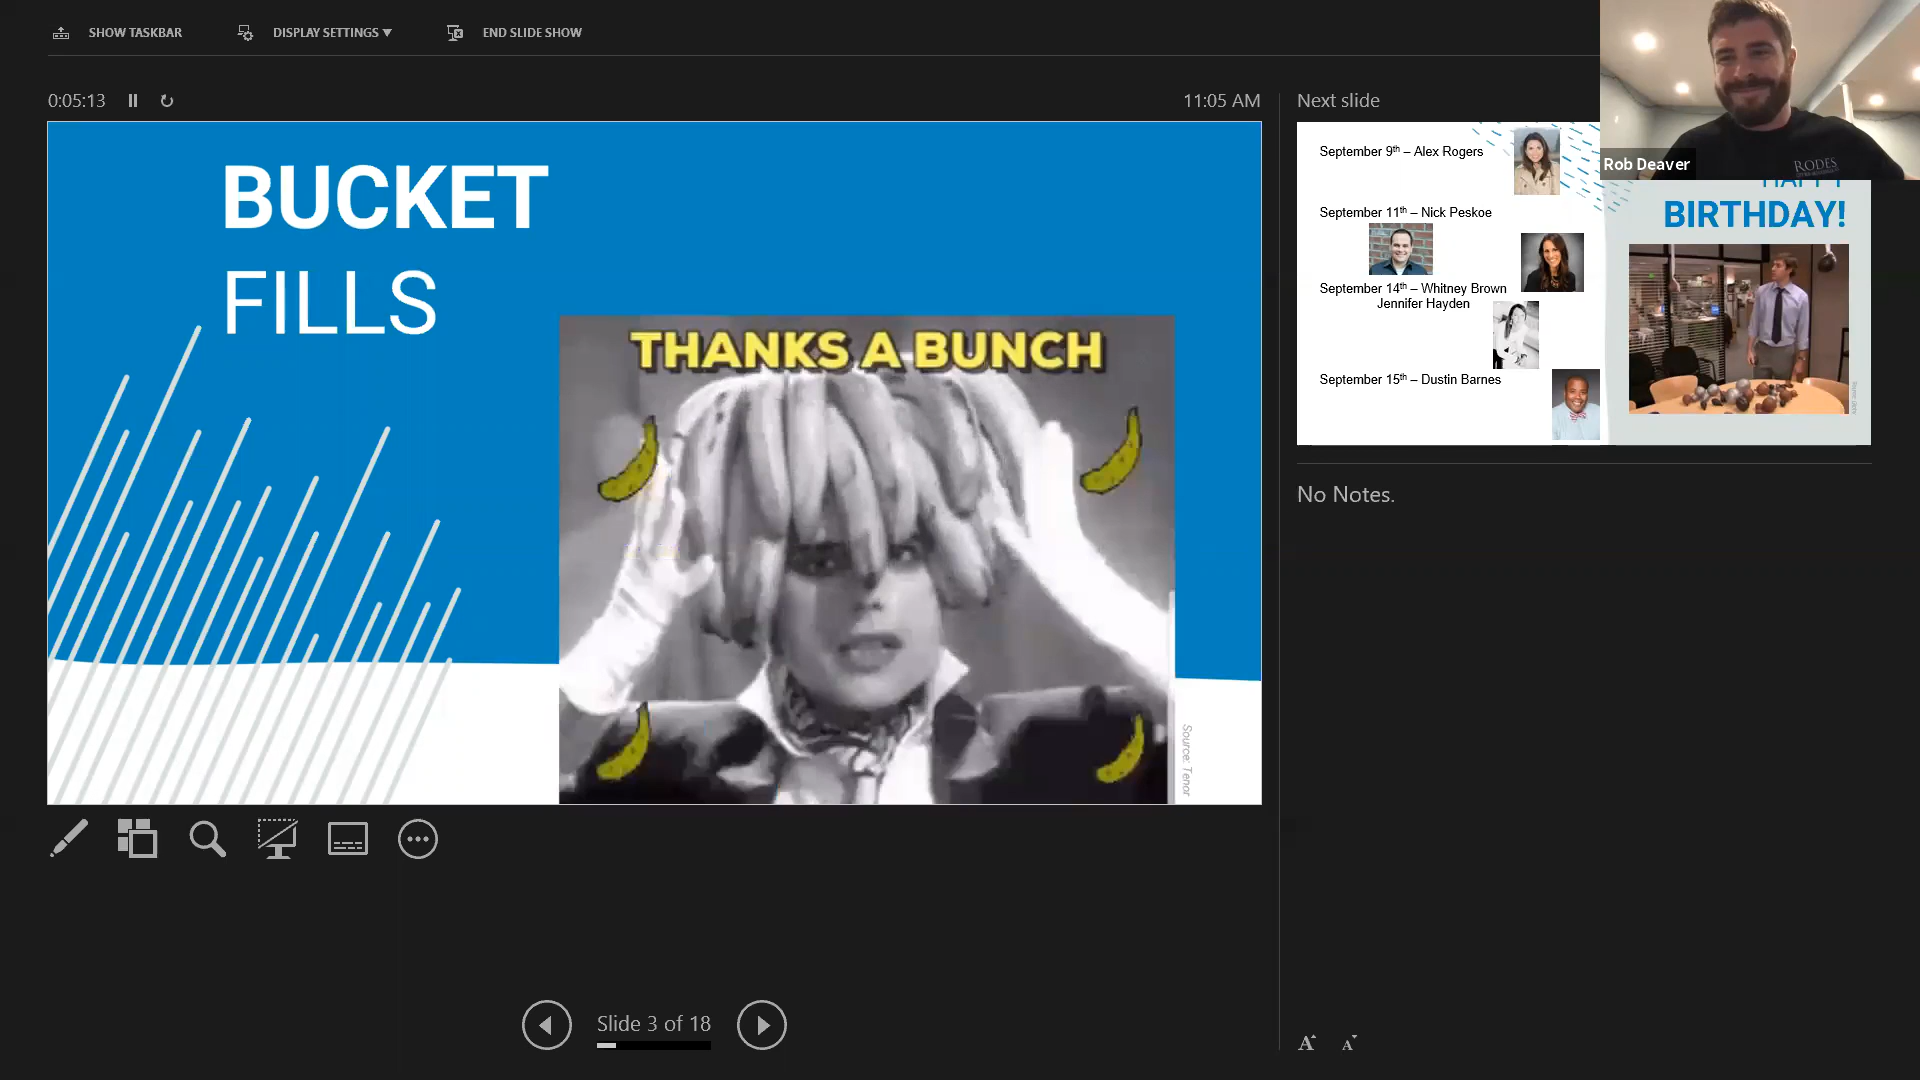 SHOW TASKBAR
DISPLAY SETTINGS
END SLIDE SHOW
0:05:13
11:05 AM
Next slide
BUCKET
FILLS
THANKS A BUNCH
Source: Tenor
September 9th – Alex Rogers
September 11th – Nick Peskoe
September 14th – Whitney Brown
Jennifer Hayden
September 15th – Dustin Barnes
HAPPY
BIRTHDAY!
Rob Deaver
RODES
No Notes.
Slide 3 of 18
A A